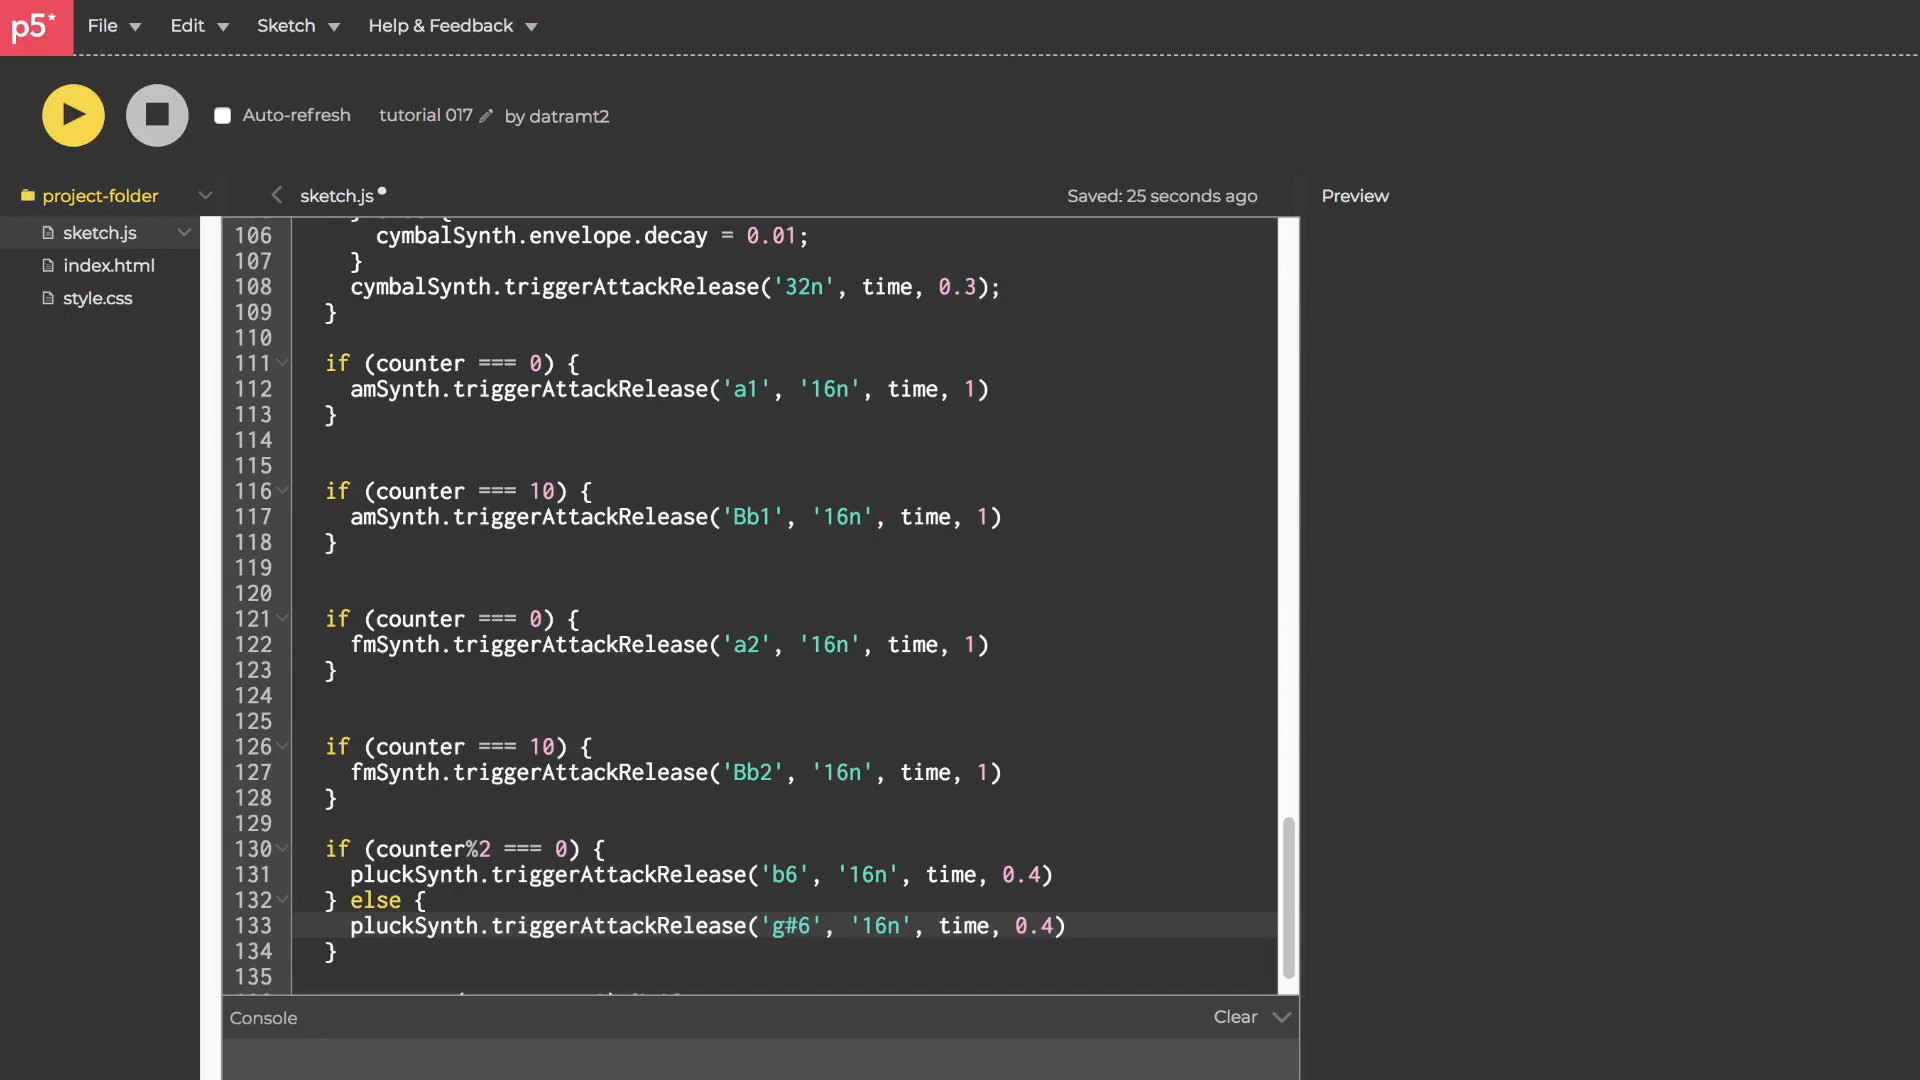 p5*
File Edit Sketch Help & Feedback
Auto-refresh tutorial 017 by datramt2
project-folder
sketch.js
index.html
style.css
sketch.js
Saved: 25 seconds ago
Preview
106 cymbalSynth.envelope.decay = 0.01;
107 }
108 cymbalSynth.triggerAttackRelease('32n', time, 0.3);
109 }
110
111 if (counter === 0) {
112 amSynth.triggerAttackRelease('a1', '16n', time, 1)
113 }
114
115
116 if (counter === 10) {
117 amSynth.triggerAttackRelease('Bb1', '16n', time, 1)
118 }
119
120
121 if (counter === 0) {
122 fmSynth.triggerAttackRelease('a2', '16n', time, 1)
123 }
124
125
126 if (counter === 10) {
127 fmSynth.triggerAttackRelease('Bb2', '16n', time, 1)
128 }
129
130 if (counter%2 === 0) {
131 pluckSynth.triggerAttackRelease('b6', '16n', time, 0.4)
132 } else {
133 pluckSynth.triggerAttackRelease('g#6', '16n', time, 0.4)
134 }
135
Console
Clear